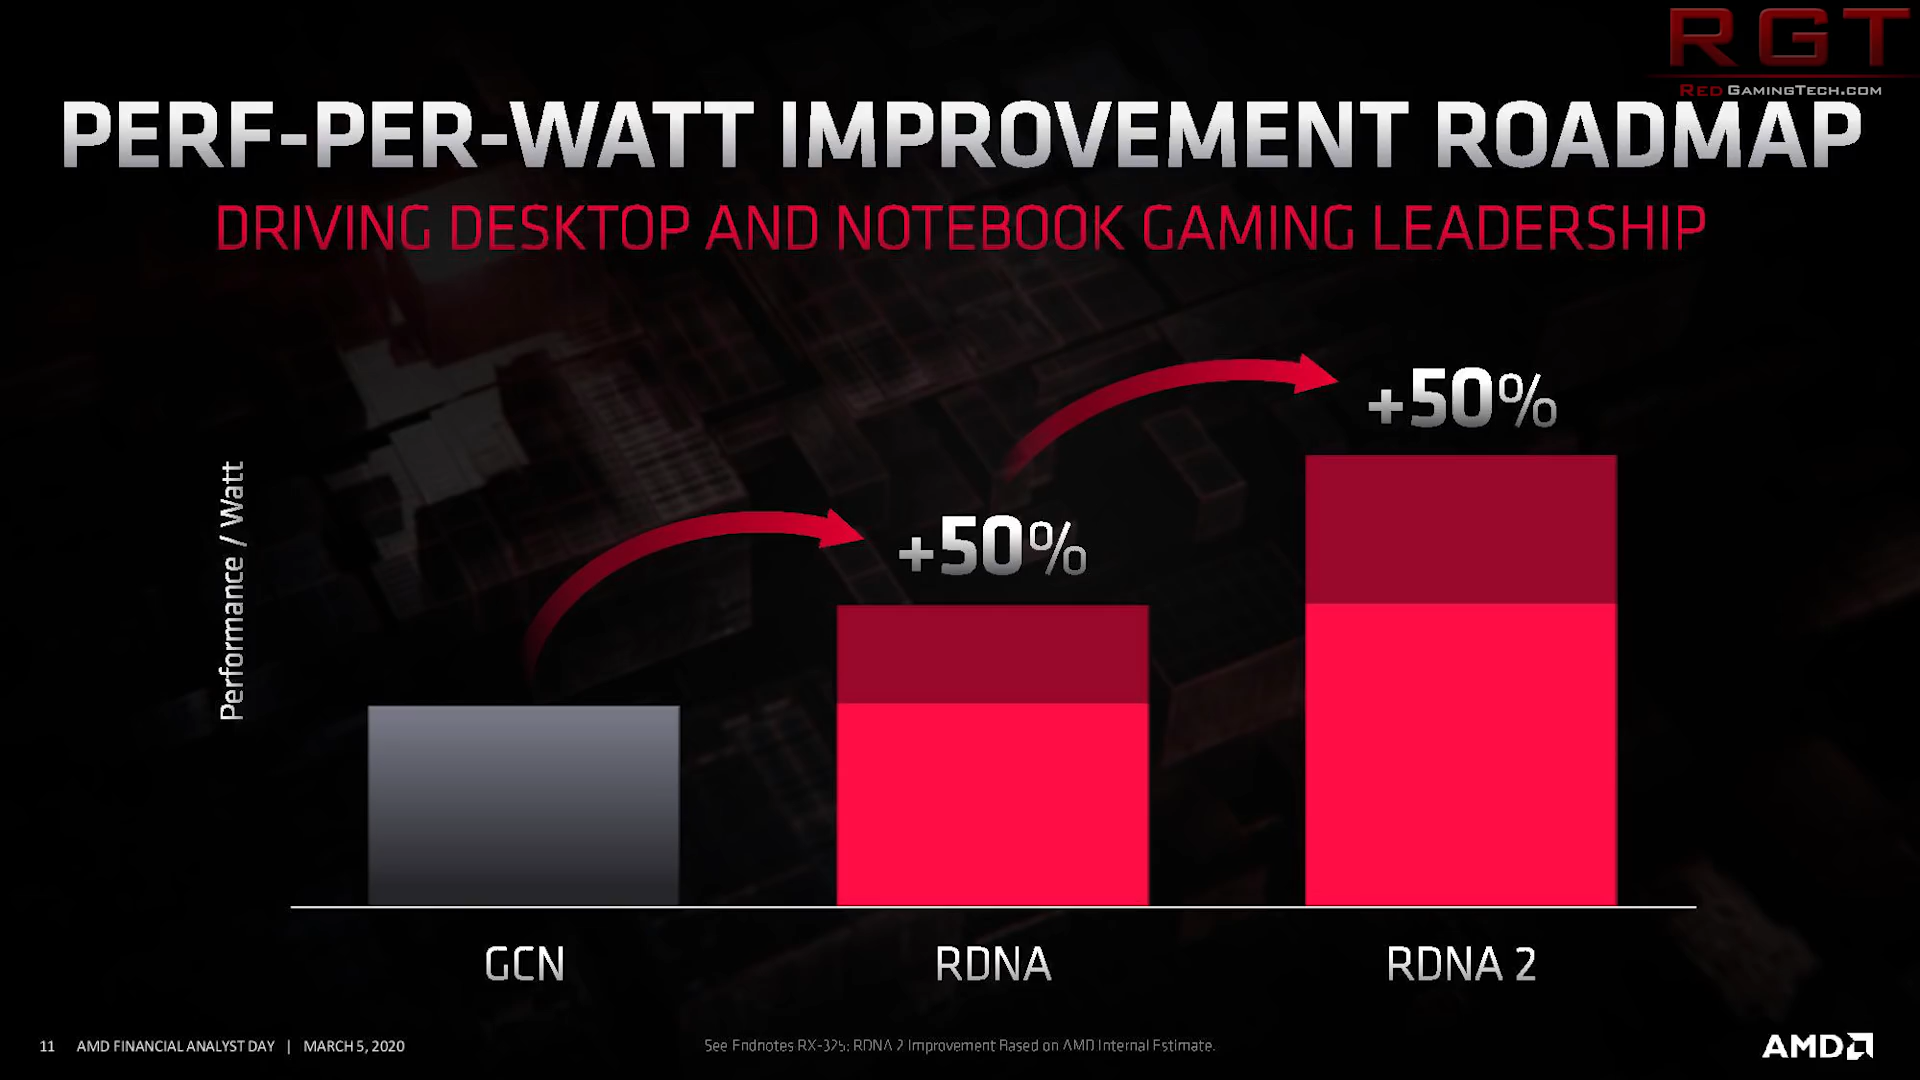 RGT
RED GAMINGTECH.COM
PERF-PER-WATT IMPROVEMENT ROADMAP
DRIVING DESKTOP AND NOTEBOOK GAMING LEADERSHIP
+50%
+50%
Performance / Watt
GCN
RDNA
RDNA 2
11 AMD FINANCIAL ANALYST DAY | MARCH 5, 2020
See Endnotes RX-325; RDNA 2 Improvement Based on AMD Internal Estimate.
AMD